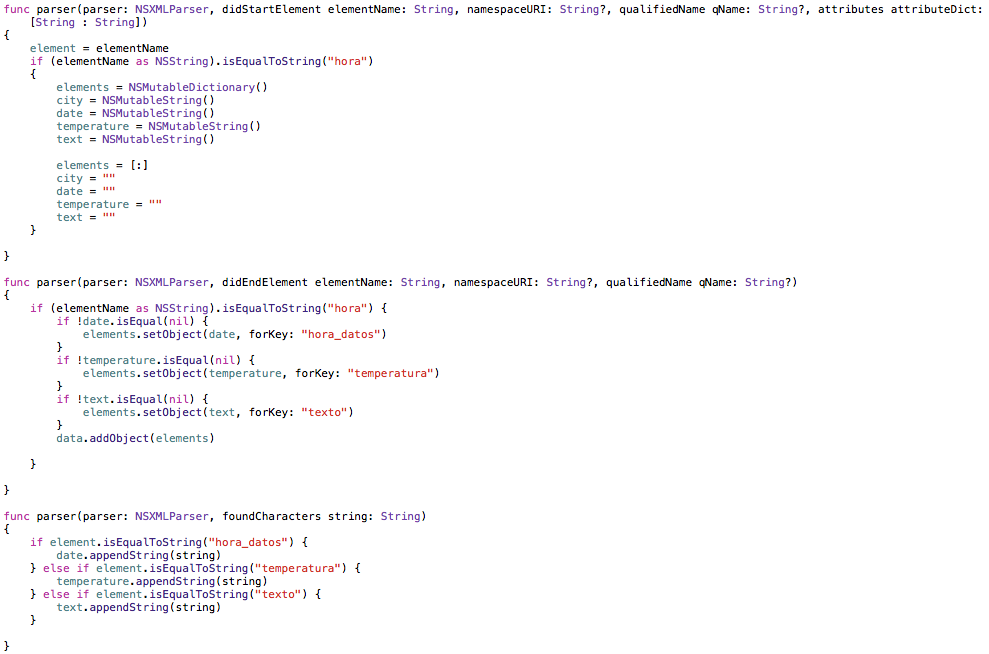 func parser(parser: NSXMLParser, didStartElement elementName: String, namespaceURI: String?, qualifiedName qName: String?, attributes attributeDict:
    [String : String])
{
    element = elementName
    if (elementName as NSString).isEqualToString("hora")
    {
        elements = NSMutableDictionary()
        city = NSMutableString()
        date = NSMutableString()
        temperature = NSMutableString()
        text = NSMutableString()

        elements = [:]
        city = ""
        date = ""
        temperature = ""
        text = ""
    }

}

func parser(parser: NSXMLParser, didEndElement elementName: String, namespaceURI: String?, qualifiedName qName: String?)
{
    if (elementName as NSString).isEqualToString("hora") {
        if !date.isEqual(nil) {
            elements.setObject(date, forKey: "hora_datos")
        }
        if !temperature.isEqual(nil) {
            elements.setObject(temperature, forKey: "temperatura")
        }
        if !text.isEqual(nil) {
            elements.setObject(text, forKey: "texto")
        }
        data.addObject(elements)

    }

}

func parser(parser: NSXMLParser, foundCharacters string: String)
{
    if element.isEqualToString("hora_datos") {
        date.appendString(string)
    } else if element.isEqualToString("temperatura") {
        temperature.appendString(string)
    } else if element.isEqualToString("texto") {
        text.appendString(string)
    }

}